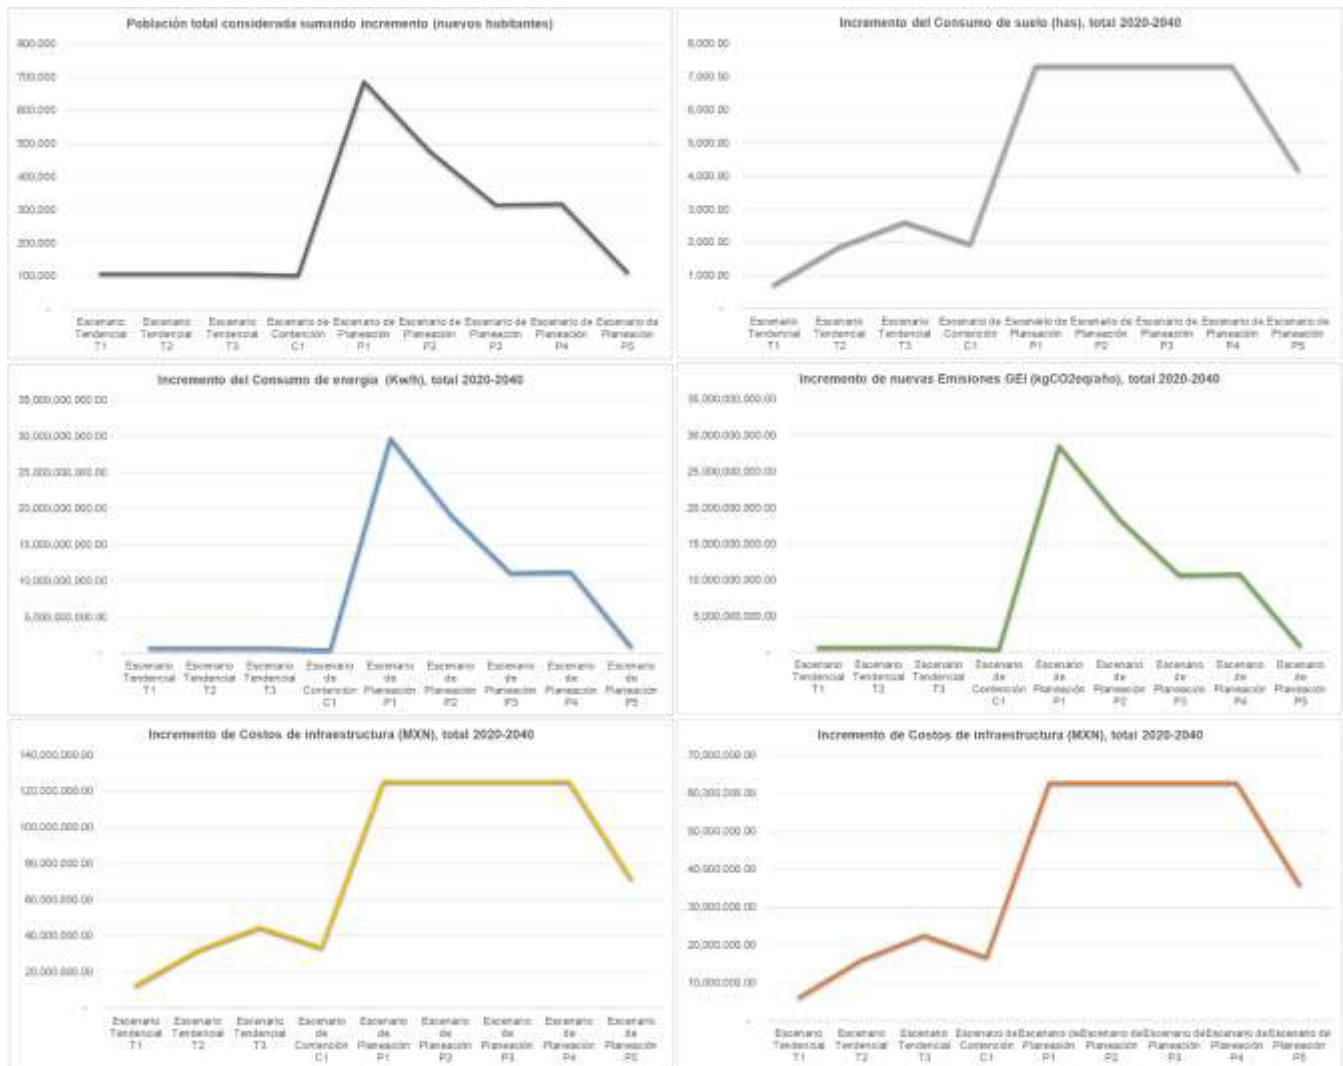 Población total considerada sumando incremento (nuevos habitantes)
800,000
700,000
600,000
500,000
400,000
300,000
200,000
100,000
-
Escenario Escenario Escenario Escenario de Escenario de Escenario de Escenario de Escenario de Escenario de
Tendencial Tendencial Tendencial Contención Planeación Planeación Planeación Planeación Planeación
T1 T2 T3 C1 P1 P2 P3 P4 P5
Incremento del Consumo de suelo (has), total 2020-2040
8,000.00
7,000.00
6,000.00
5,000.00
4,000.00
3,000.00
2,000.00
1,000.00
-
Escenario Escenario Escenario Escenario de Escenario de Escenario de Escenario de Escenario de Escenario de
Tendencial Tendencial Tendencial Contención Planeación Planeación Planeación Planeación Planeación
T1 T2 T3 C1 P1 P2 P3 P4 P5
Incremento del Consumo de energía (Kw/h), total 2020-2040
35,000,000,000.00
30,000,000,000.00
25,000,000,000.00
20,000,000,000.00
15,000,000,000.00
10,000,000,000.00
5,000,000,000.00
-
Escenario Escenario Escenario Escenario Escenario Escenario Escenario Escenario Escenario
Tendencial Tendencial Tendencial de de de de de de
T1 T2 T3 Contención Planeación Planeación Planeación Planeación Planeación
C1 P1 P2 P3 P4 P5
Incremento de nuevas Emisiones GEI (kgCO2eq/año), total 2020-2040
35,000,000,000.00
30,000,000,000.00
25,000,000,000.00
20,000,000,000.00
15,000,000,000.00
10,000,000,000.00
5,000,000,000.00
-
Escenario Escenario Escenario Escenario Escenario Escenario Escenario Escenario Escenario
Tendencial Tendencial Tendencial de de de de de de
T1 T2 T3 Contención Planeación Planeación Planeación Planeación Planeación
C1 P1 P2 P3 P4 P5
Incremento de Costos de infraestructura (MXN), total 2020-2040
140,000,000.00
120,000,000.00
100,000,000.00
80,000,000.00
60,000,000.00
40,000,000.00
20,000,000.00
-
Escenario Escenario Escenario Escenario Escenario Escenario Escenario Escenario Escenario
Tendencial Tendencial Tendencial de de de de de de
T1 T2 T3 Contención Planeación Planeación Planeación Planeación Planeación
C1 P1 P2 P3 P4 P5
Incremento de Costos de infraestructura (MXN), total 2020-2040
70,000,000.00
60,000,000.00
50,000,000.00
40,000,000.00
30,000,000.00
20,000,000.00
10,000,000.00
-
Escenario Escenario Escenario Escenario de Escenario de Escenario de Escenario de Escenario de Escenario de
Tendencial Tendencial Tendencial Contención Planeación Planeación Planeación Planeación Planeación
T1 T2 T3 C1 P1 P2 P3 P4 P5